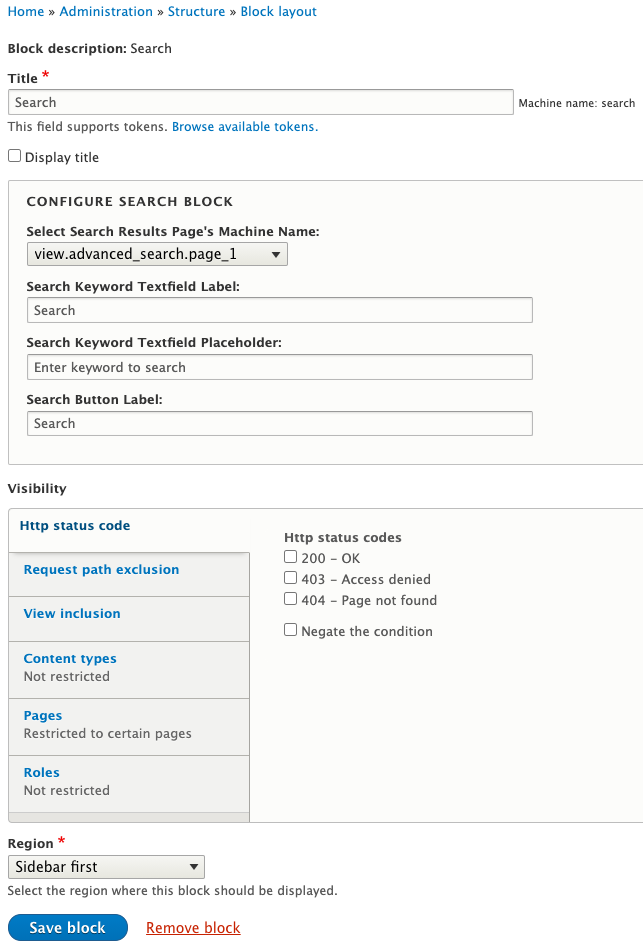 Home » Administration » Structure » Block layout
Block description: Search
Title *
Search Machine name: search
This field supports tokens. Browse available tokens.
Display title
CONFIGURE SEARCH BLOCK
Select Search Results Page's Machine Name:
view.advanced_search.page_1
Search Keyword Textfield Label:
Search
Search Keyword Textfield Placeholder:
Enter keyword to search
Search Button Label:
Search
Visibility
Http status code
Request path exclusion
View inclusion
Content types
Not restricted
Pages
Restricted to certain pages
Roles
Not restricted
Http status codes
200 – OK
403 – Access denied
404 – Page not found
Negate the condition
Region *
Sidebar first
Select the region where this block should be displayed.
Save block Remove block